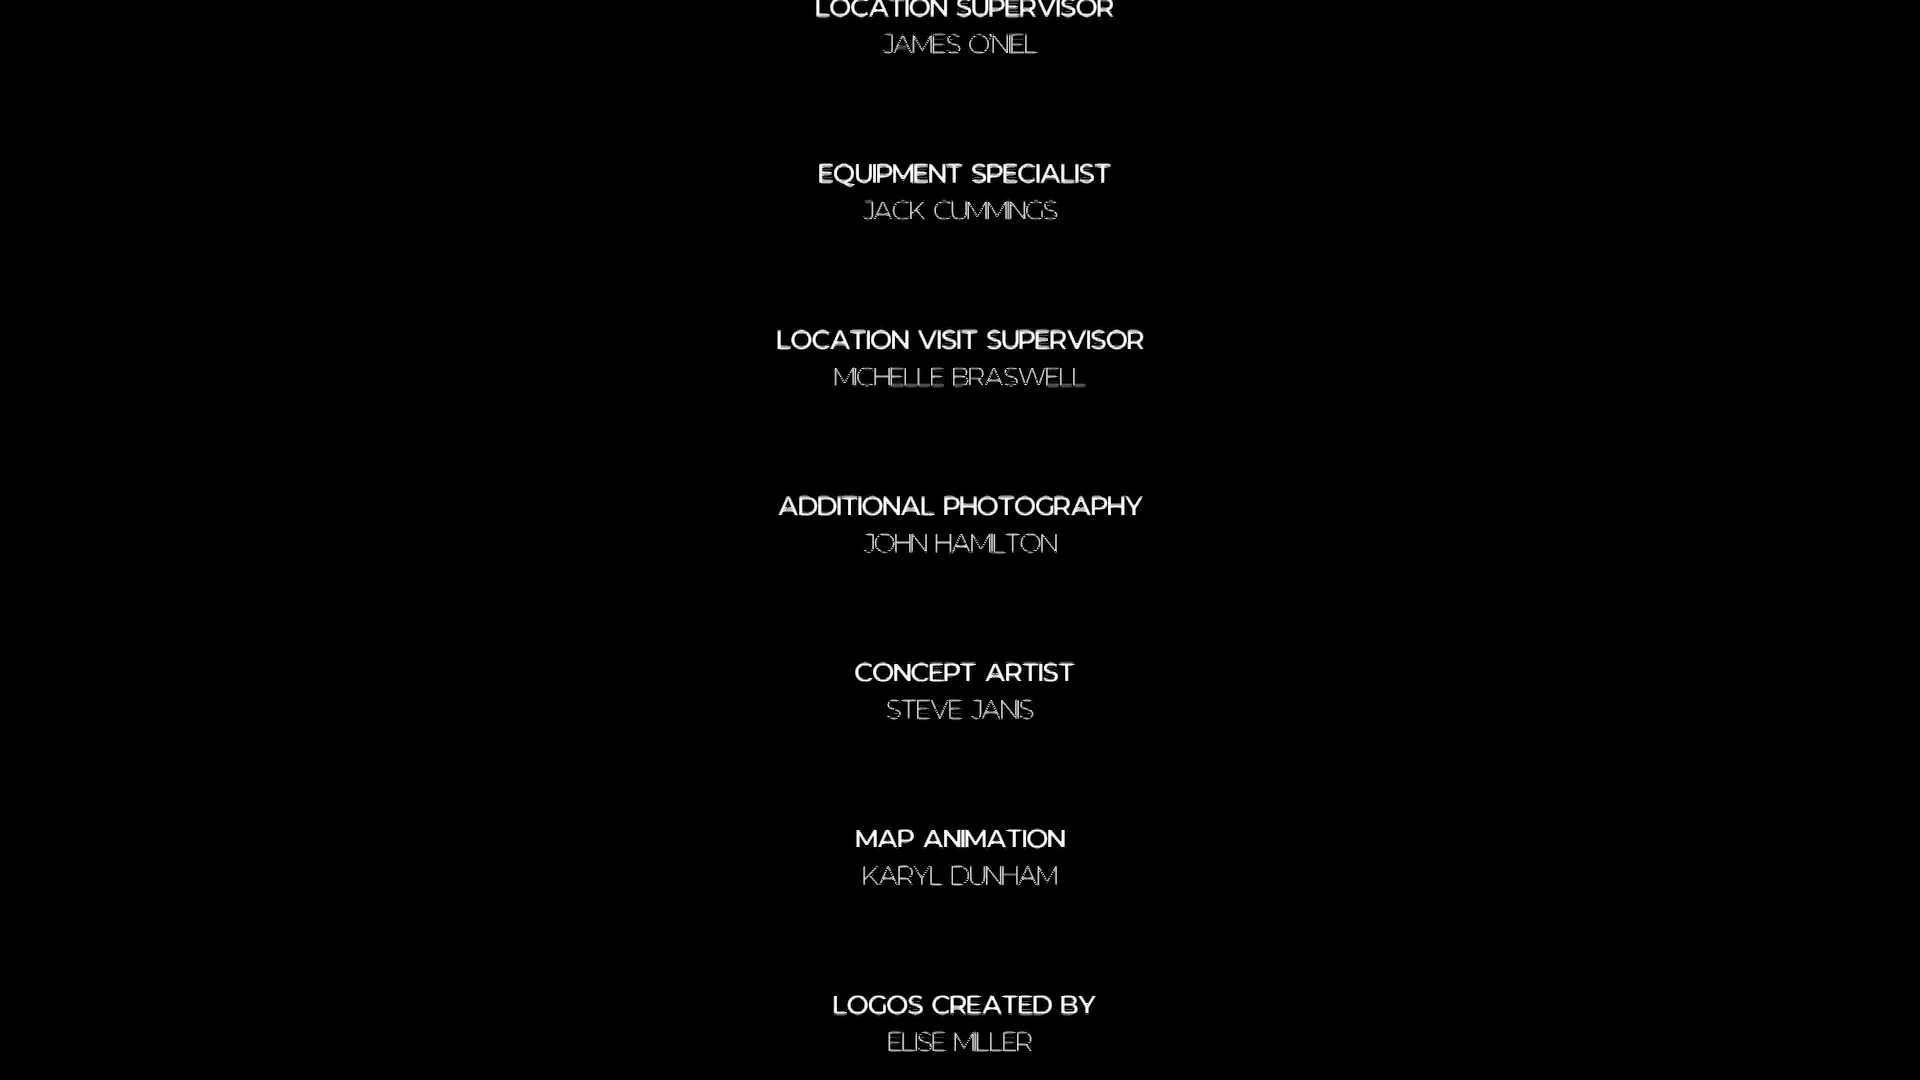 LOCATION SUPERVISOR
JAMES O'NEL
EQUIPMENT SPECIALIST
JACK CUMMINGS
LOCATION VISIT SUPERVISOR
MICHELLE BRASWELL
ADDITIONAL PHOTOGRAPHY
JOHN HAMILTON
CONCEPT ARTIST
STEVE JANIS
MAP ANIMATION
KARYL DUNHAM
LOGOS CREATED BY
ELISE MILLER